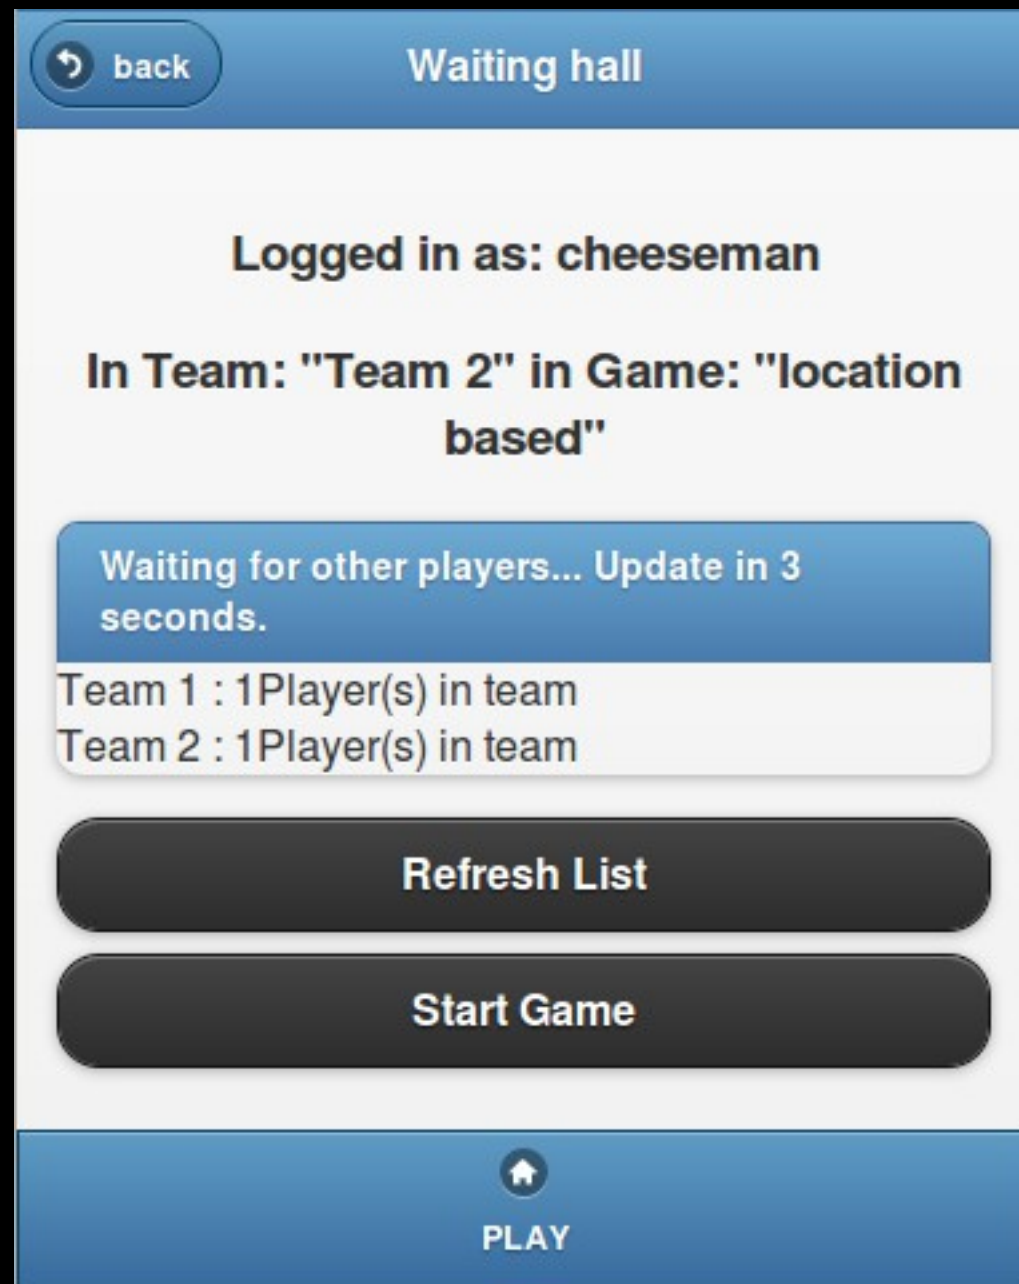 back
Waiting hall
Logged in as: cheeseman
In Team: "Team 2" in Game: "location
based"
Waiting for other players... Update in 3
seconds.
Team 1 : 1Player(s) in team
Team 2 : 1Player(s) in team
Refresh List
Start Game
PLAY